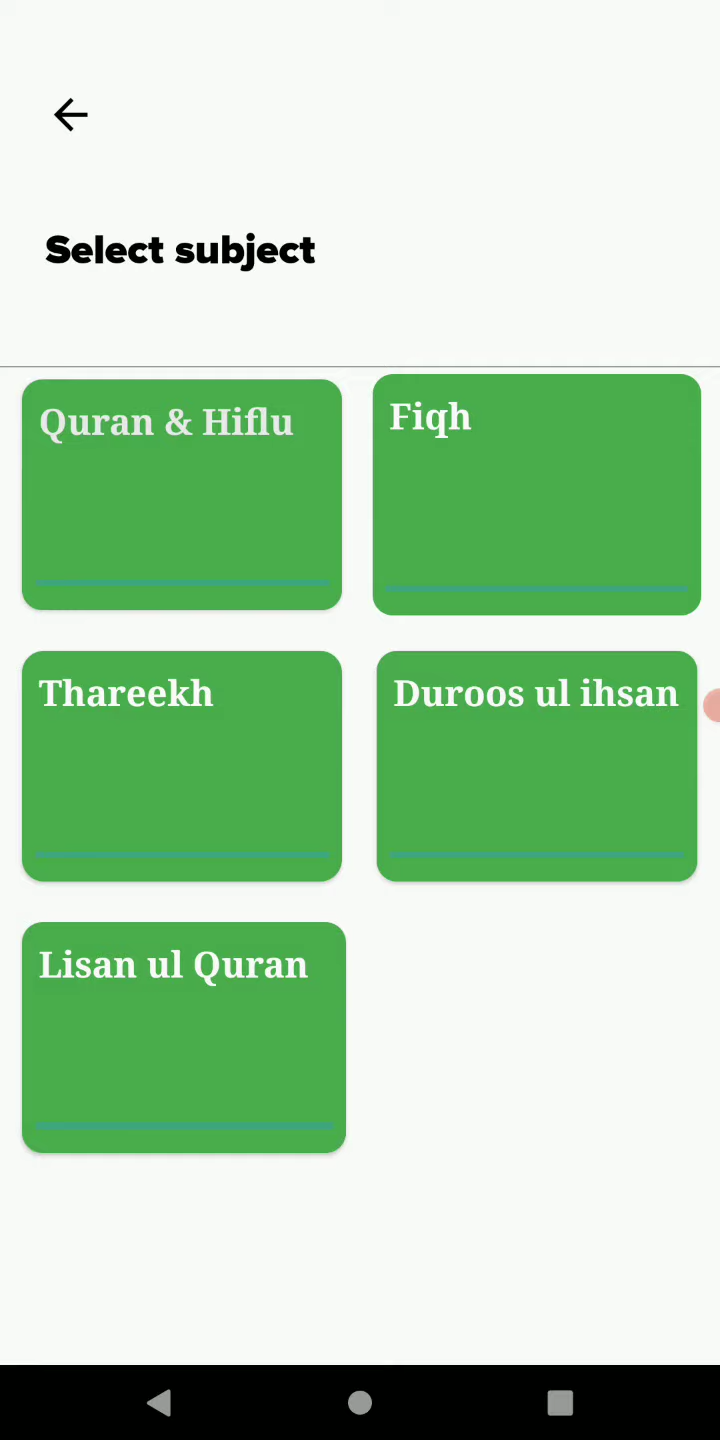 Select subject
Quran & Hiflu
Fiqh
Thareekh
Duroos ul ihsan
Lisan ul Quran